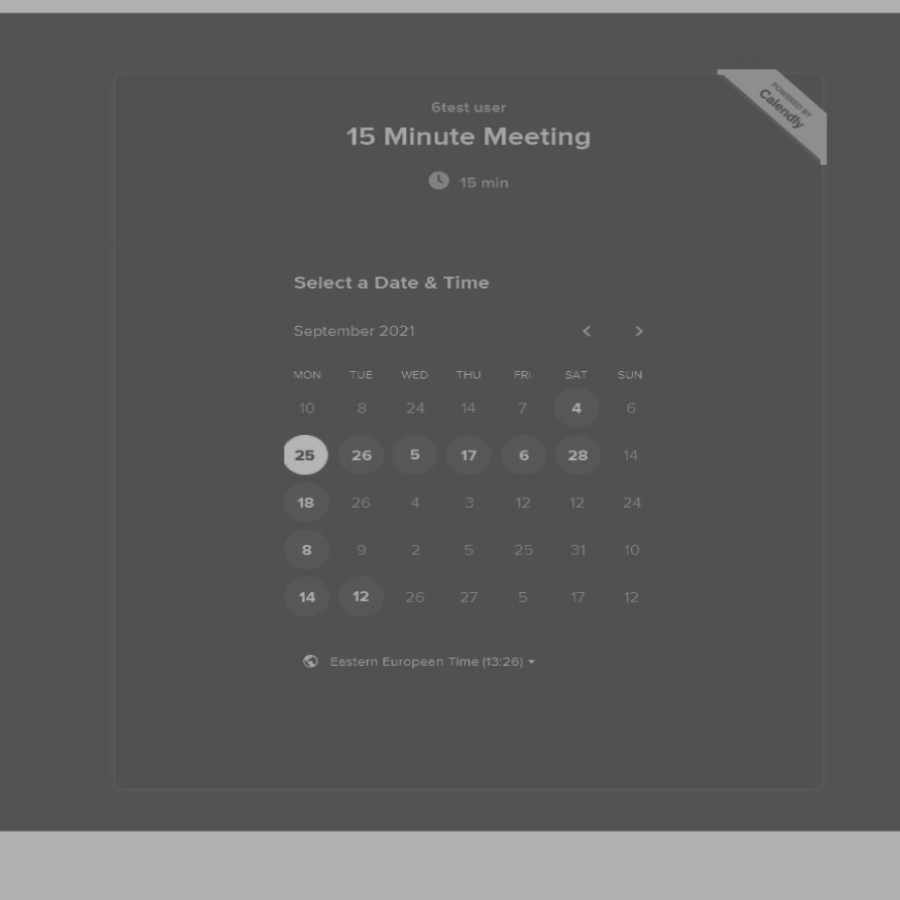 POWERED BY
Calendly
6test user
15 Minute Meeting
15 min
Select a Date & Time
September 2021
MON TUE WED THU FRI SAT SUN
10 8 24 14 7 4 6
25 26 5 17 6 28 14
18 26 4 3 12 12 24
8 9 2 5 25 31 10
14 12 26 27 5 17 12
Eastern European Time (13:26)